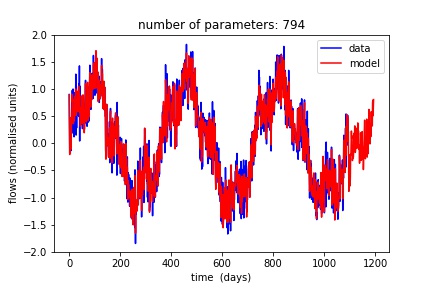 number of parameters: 794
2.0
1.5
1.0
0.5
0.0
−0.5
−1.0
−1.5
−2.0
flows (normalised units)
data
model
0 200 400 600 800 1000 1200
time (days)